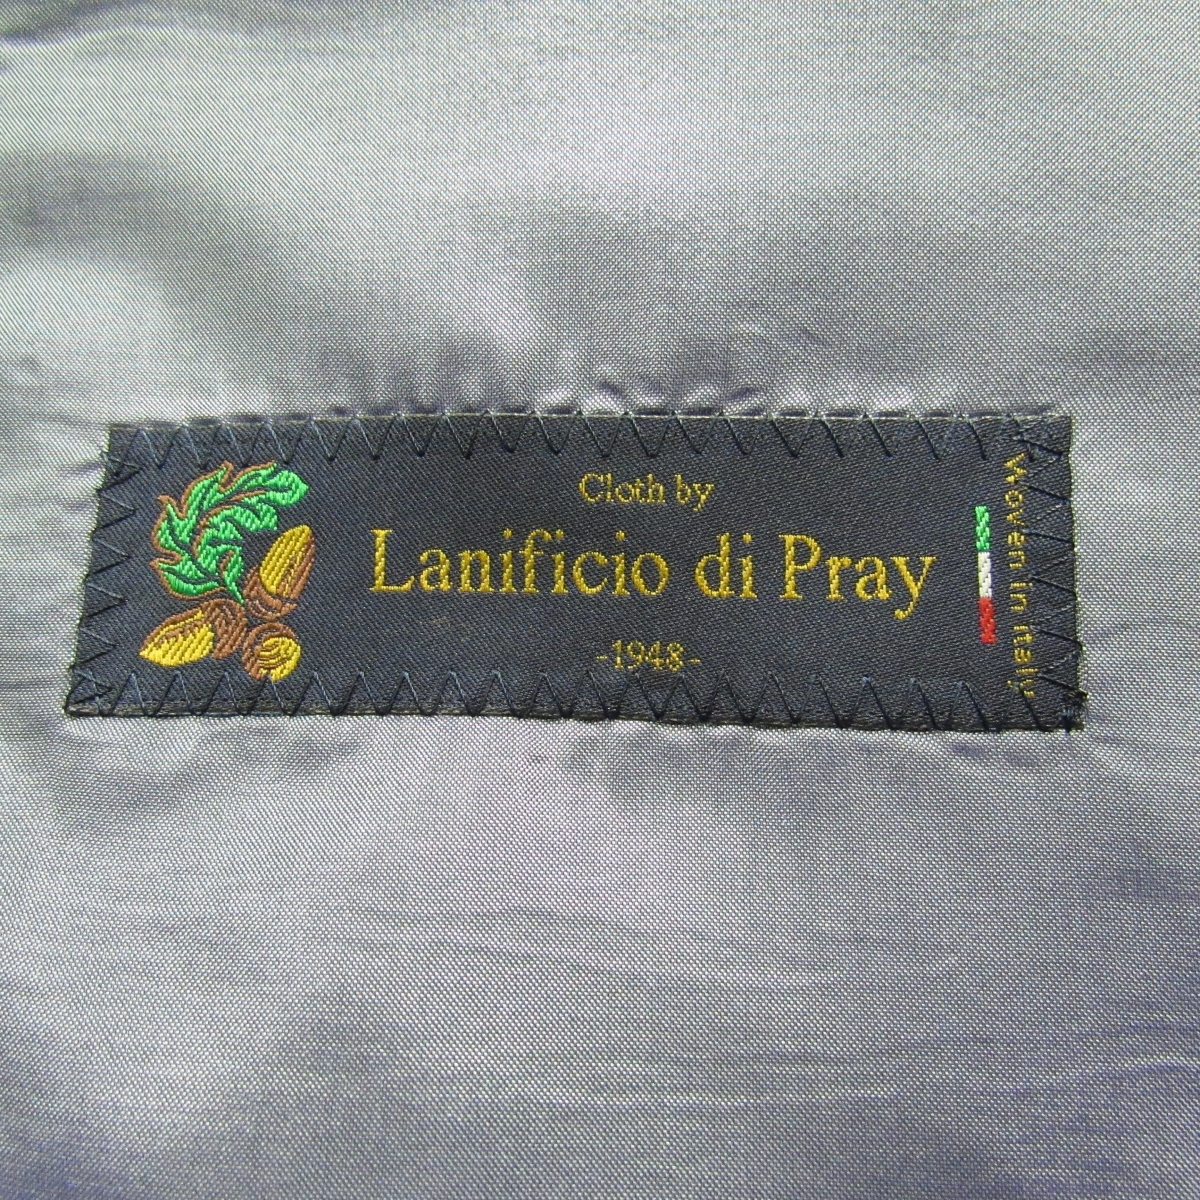 Cloth by
Lanificio di Pray
-1948-
Woven in italy